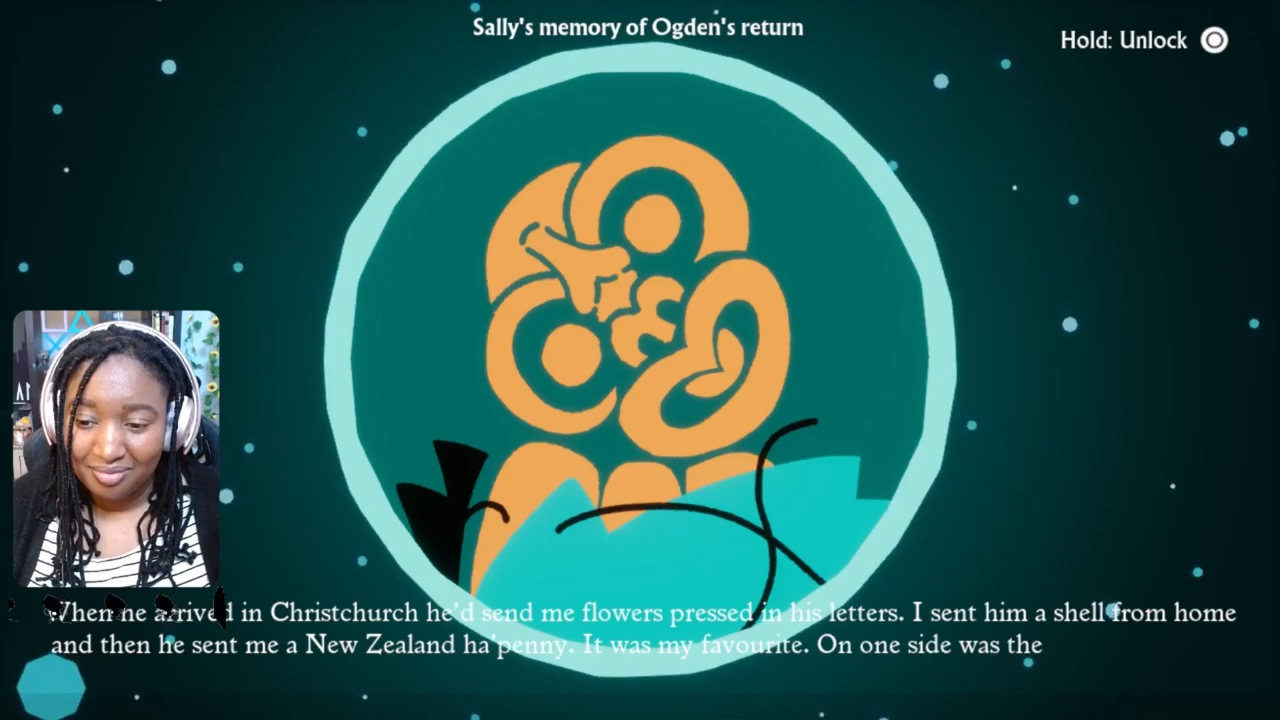 Sally's memory of Ogden's return
Hold: Unlock
When he arrived in Christchurch he'd send me flowers pressed in his letters. I sent him a shell from home
and then he sent me a New Zealand ha'penny. It was my favourite. On one side was the